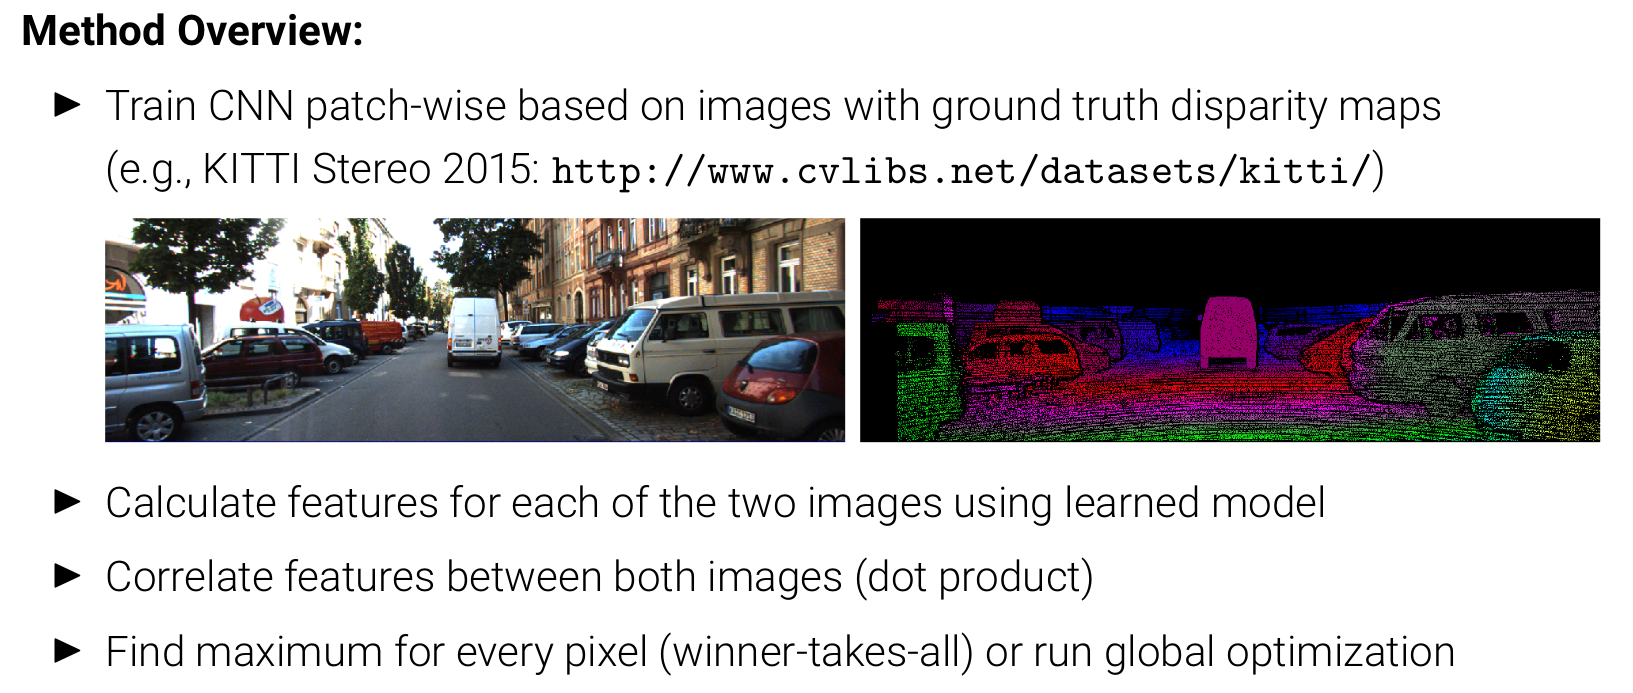 Method Overview:
► Train CNN patch-wise based on images with ground truth disparity maps
(e.g., KITTI Stereo 2015: http://www.cvlibs.net/datasets/kitti/)
► Calculate features for each of the two images using learned model
► Correlate features between both images (dot product)
► Find maximum for every pixel (winner-takes-all) or run global optimization